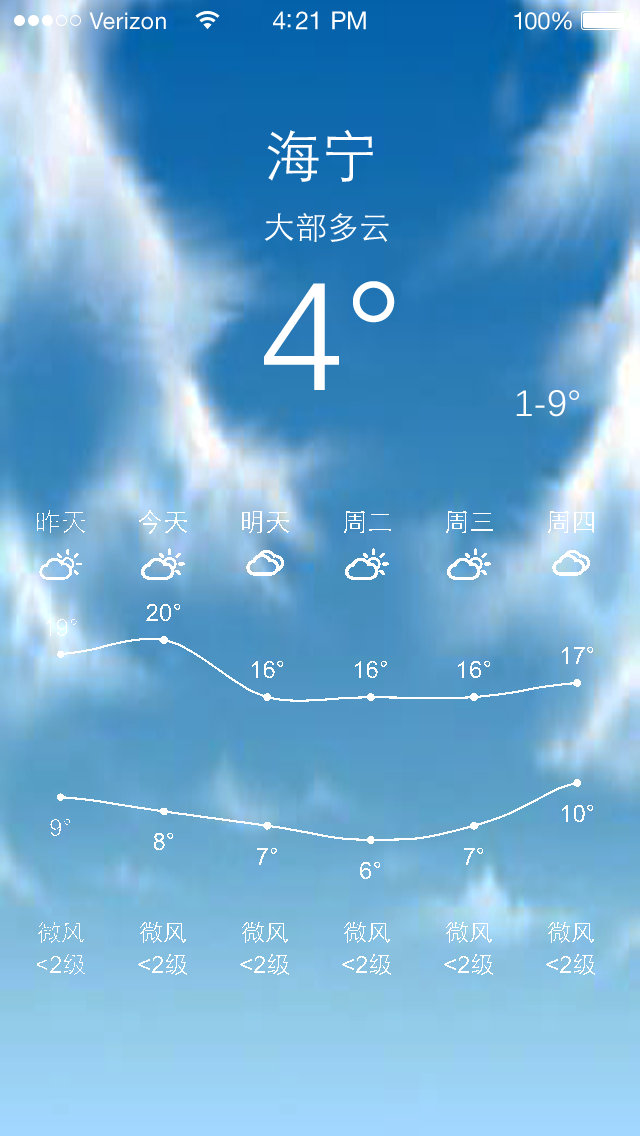 Verizon 4:21 PM 100%
海宁
大部多云
4°
1-9°
昨天 今天 明天 周二 周三 周四
19° 20° 16° 16° 16° 17°
9° 8° 7° 6° 7° 10°
微风 微风 微风 微风 微风 微风
<2级 <2级 <2级 <2级 <2级 <2级